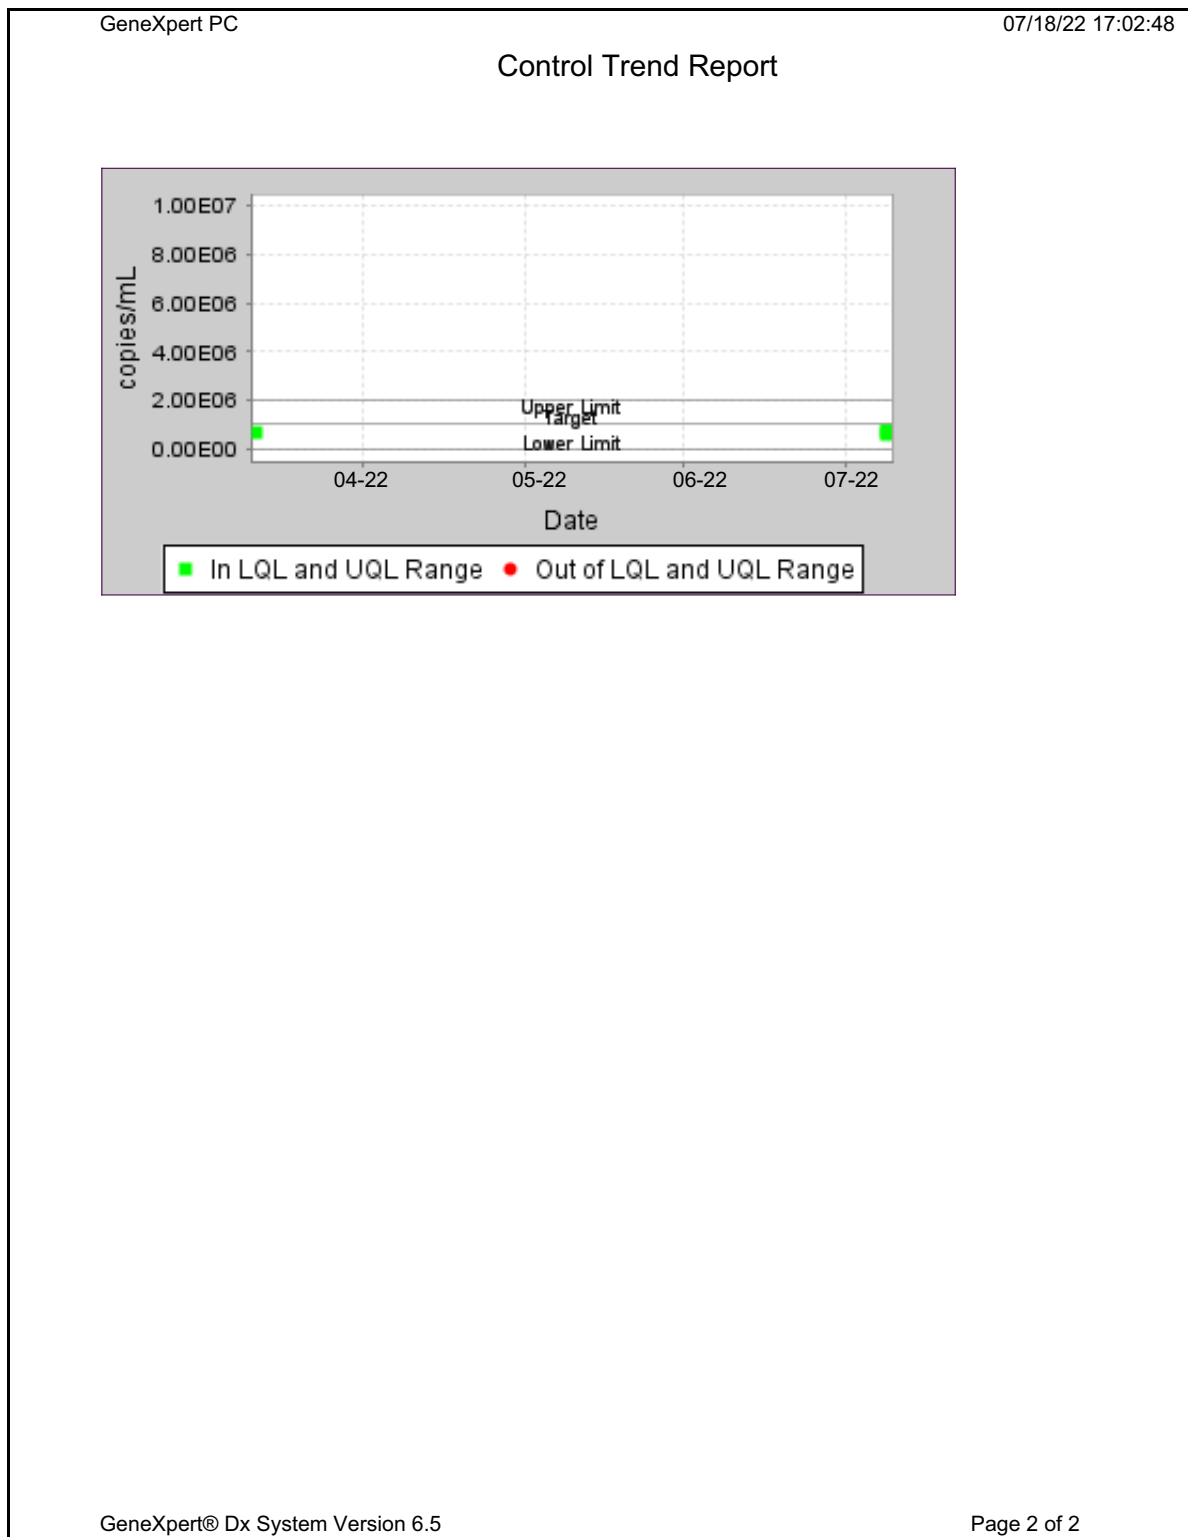 GeneXpert PC 07/18/22 17:02:48
Control Trend Report
1.00E07
8.00E06
6.00E06
4.00E06
2.00E06
0.00E00
copies/mL
Upper Limit
Target
Lower Limit
04-22 05-22 06-22 07-22
Date
In LQL and UQL Range Out of LQL and UQL Range
GeneXpert® Dx System Version 6.5 Page 2 of 2